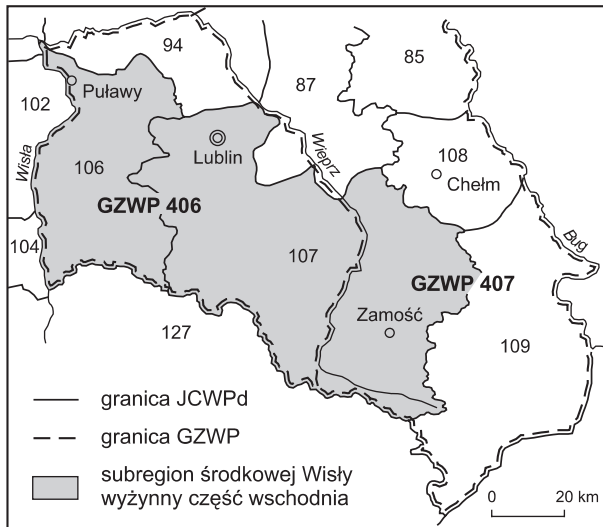 94
85
87
102
Puławy
Wisła
Wieprz
Lublin
108
Chełm
106
GZWP 406
Bug
104
107
GZWP 407
Zamość
127
109
granica JCWPd
granica GZWP
subregion środkowej Wisły
wyżynny część wschodnia
0 20 km